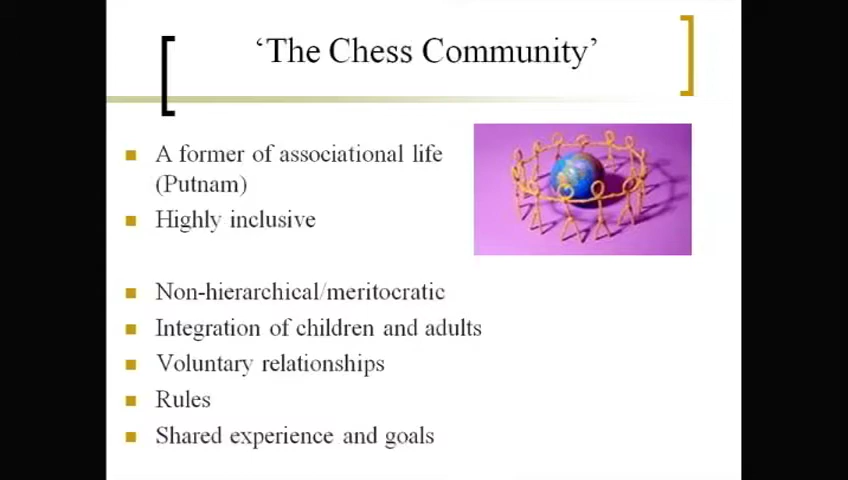 ‘The Chess Community’
A former of associational life
(Putnam)
Highly inclusive
Non-hierarchical/meritocratic
Integration of children and adults
Voluntary relationships
Rules
Shared experience and goals